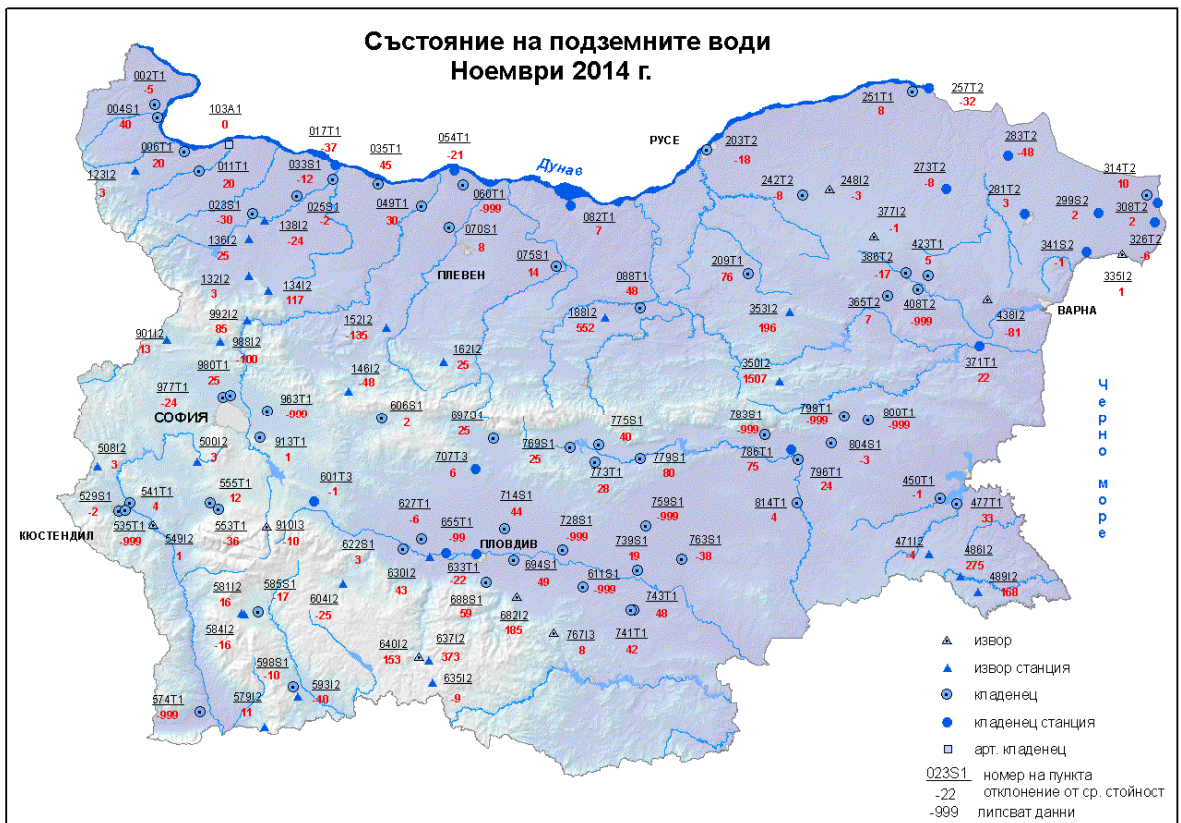 Състояние на подземните води
Ноември 2014 г.
002T1
-5
004S1
40
103A1
0
006T1
20
011T1
20
123I2
3
017T1
-37
033S1
-12
035T1
45
054T1
-21
Дунав
РУСЕ
203T2
-18
251T1
8
257T2
-32
283T2
-48
273T2
-8
242T2
-8
248I2
-3
281T2
3
299S2
2
314T2
10
308T2
2
326T2
-6
335I2
1
341S2
-1
377I2
-1
423T1
5
386T2
-17
365T2
7
408T2
-999
438I2
-81
ВАРНА
371T1
22
023S1
-30
025S1
-2
138I2
-24
136I2
25
132I2
3
134I2
117
049T1
30
060T1
-999
070S1
8
082T1
7
ПЛЕВЕН
075S1
14
088T1
48
209T1
76
188I2
552
353I2
196
350I2
1507
992I2
85
901I2
13
988I2
-100
152I2
-135
162I2
25
146I2
-48
980T1
25
977T1
-24
СОФИЯ
963T1
-999
606S1
2
697S1
25
775S1
40
769S1
25
773T1
28
779S1
80
783S1
-999
798T1
-999
800T1
-999
804S1
-3
786T1
75
796T1
24
814T1
4
913T1
1
500I2
3
508I2
3
707T3
6
601T3
-1
529S1
-2
541T1
4
555T1
12
КЮСТЕНДИЛ
535T1
-999
549I2
1
553T1
36
910I3
-10
627T1
-6
714S1
44
655T1
-99
ПЛОВДИВ
728S1
-999
759S1
-999
739S1
19
763S1
-38
622S1
3
630I2
43
633T1
-22
694S1
49
611S1
-999
688S1
59
682I2
185
743T1
48
741T1
42
767I3
8
581I2
16
585S1
17
604I2
-25
584I2
-16
640I2
153
637I2
373
635I2
-9
598S1
-10
593I2
-40
574T1
-999
579I2
11
450T1
-1
477T1
33
471I2
-4
486I2
275
489I2
168
Черно море
извор
извор станция
кладенец
кладенец станция
арт. кладенец
023S1 номер на пункта
-22 отклонение от ср. стойност
-999 липсват данни